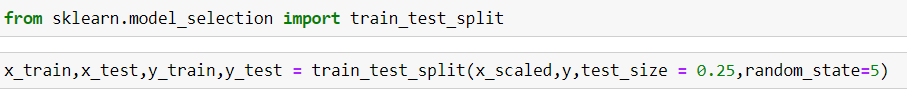 from sklearn.model_selection import train_test_split
x_train,x_test,y_train,y_test = train_test_split(x_scaled,y,test_size = 0.25,random_state=5)